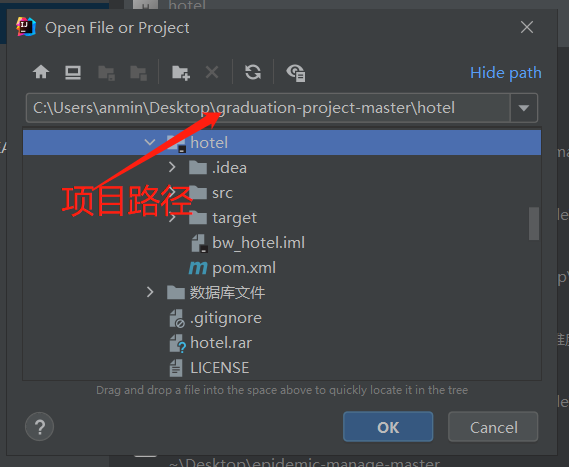 hotel
Open File or Project
Hide path
C:\Users\anmin\Desktop\graduation-project-master\hotel
hotel
.idea
项目路径
src
target
bw_hotel.iml
pom.xml
数据库文件
.gitignore
hotel.rar
LICENSE
Drag and drop a file into the space above to quickly locate it in the tree
?
OK
Cancel
~\Desktop\epidemic-manage-master